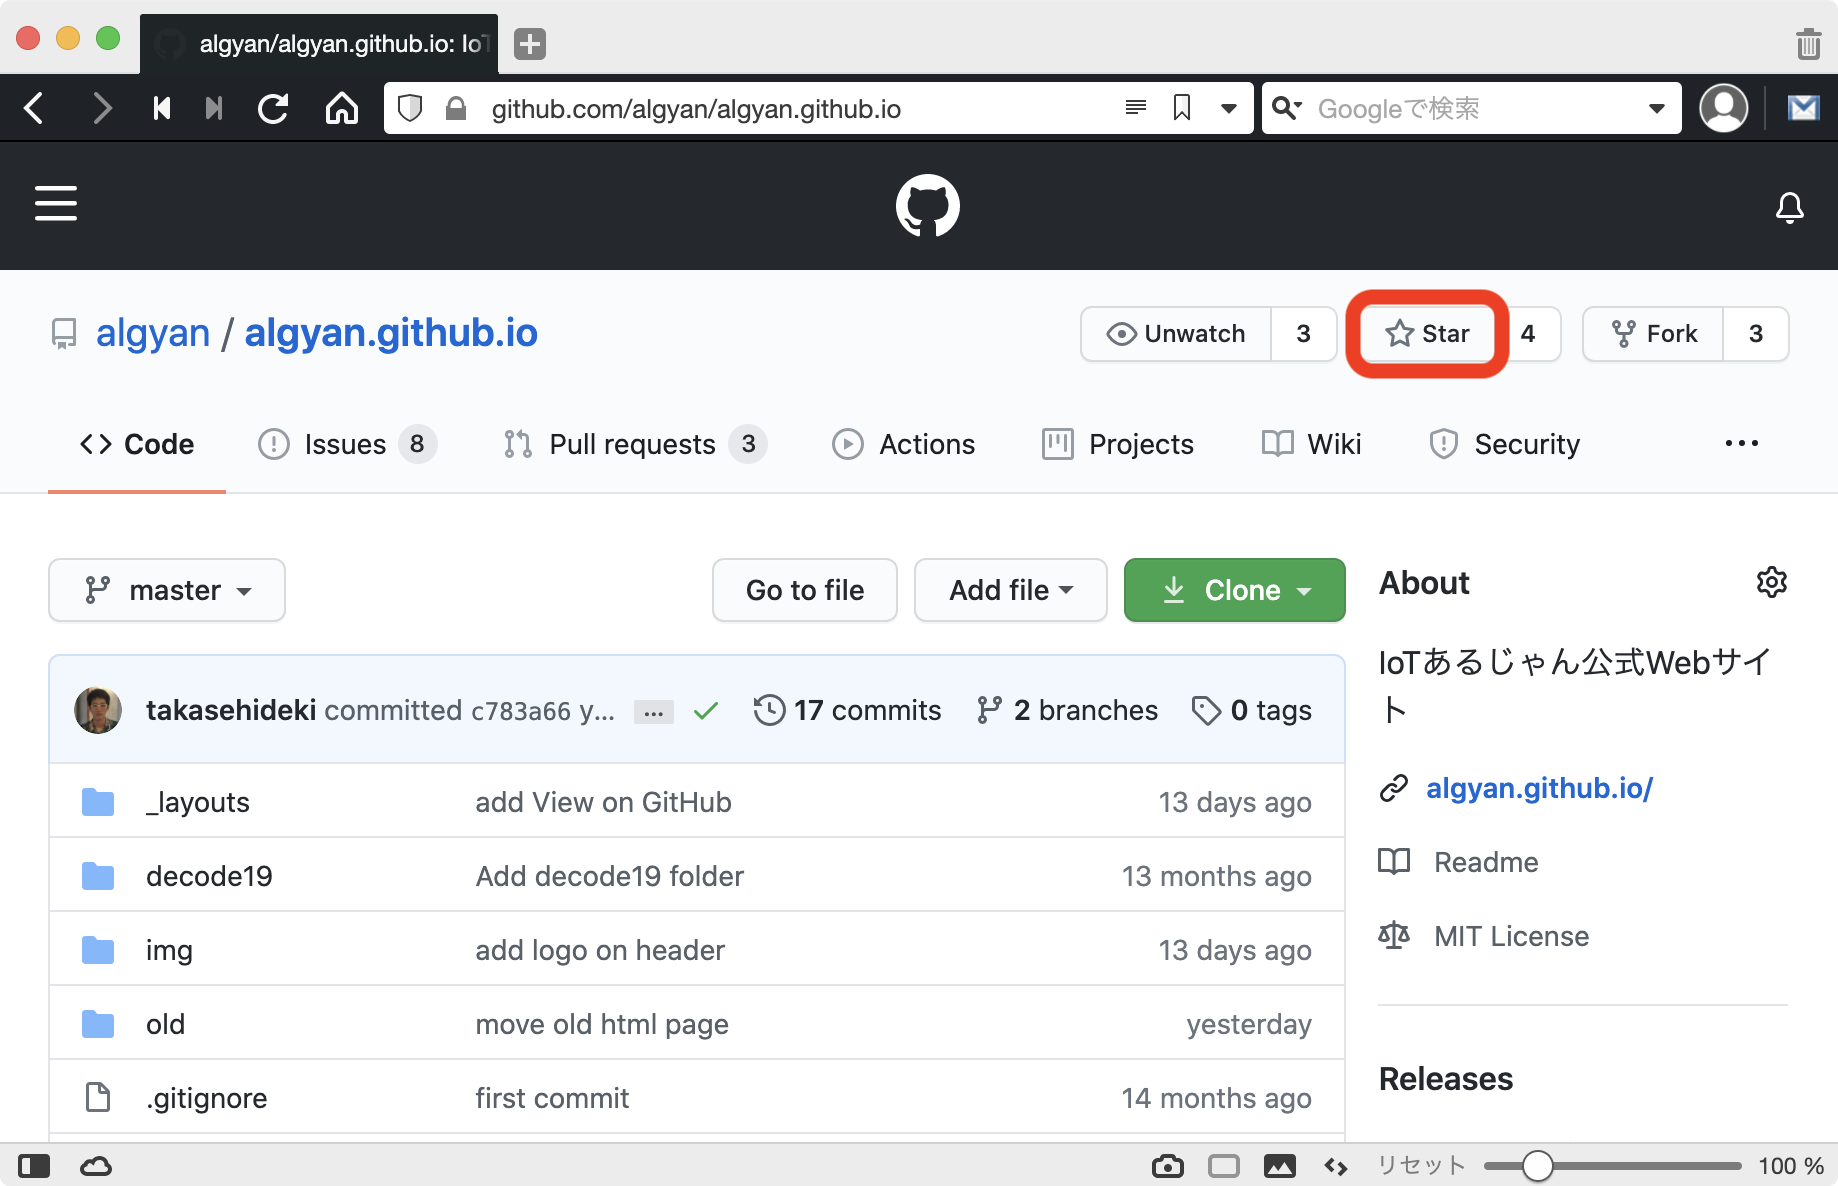 algyan/algyan.github.io: IoT
github.com/algyan/algyan.github.io
Googleで検索
algyan / algyan.github.io
Unwatch 3
Star 4
Fork 3
Code
Issues 8
Pull requests 3
Actions
Projects
Wiki
Security
master
Go to file
Add file
Clone
takasehideki committed c783a66 y...
17 commits
2 branches
0 tags
_layouts add View on GitHub 13 days ago
decode19 Add decode19 folder 13 months ago
img add logo on header 13 days ago
old move old html page yesterday
.gitignore first commit 14 months ago
About
IoTあるじゃん公式Webサイ
ト
algyan.github.io/
Readme
MIT License
Releases
リセット 100 %